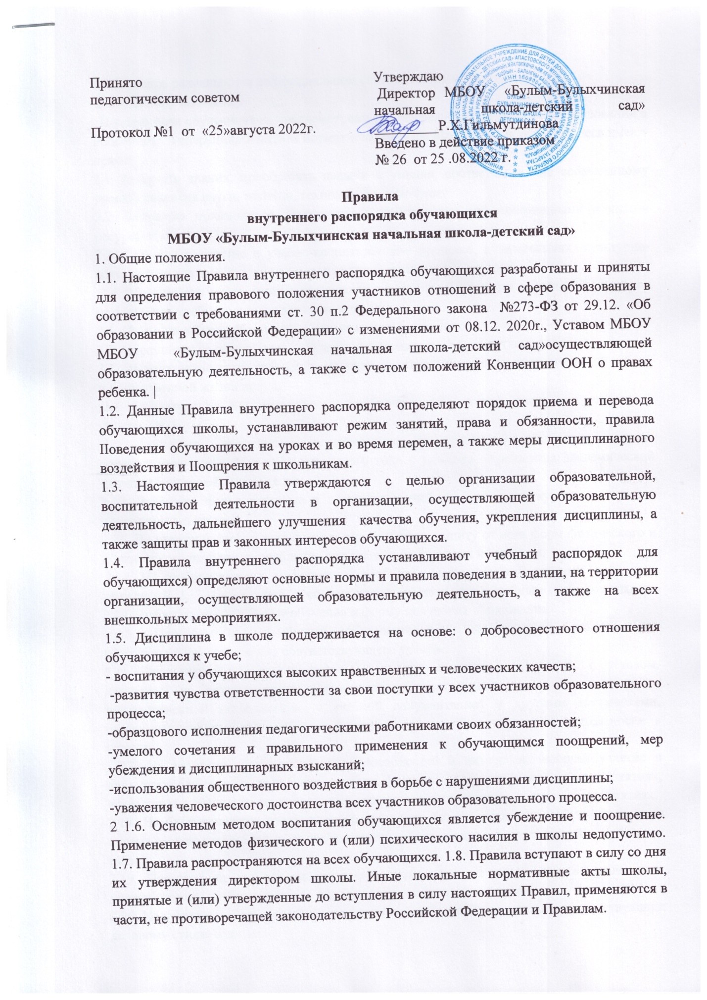 Принято
педагогическим советом
Протокол №1 от «25»августа 2022г.
Утверждаю
Директор МБОУ «Булым-Булыхчинская
начальная школа-детский сад»
_________Р.Х.Гильмутдинова
Введено в действие приказом
№ 26 от 25 .08.2022 г.
БУЛЫМ -
БУЛЫХЧИНСКАЯ
НАЧАЛЬНАЯ ШКОЛА -
ДЕТСКИЙ САД
Правила
внутреннего распорядка обучающихся
МБОУ «Булым-Булыхчинская начальная школа-детский сад»
1. Общие положения.
1.1. Настоящие Правила внутреннего распорядка обучающихся разработаны и приняты
для определения правового положения участников отношений в сфере образования в
соответствии с требованиями ст. 30 п.2 Федерального закона №273-ФЗ от 29.12. «Об
образовании в Российской Федерации» с изменениями от 08.12. 2020г., Уставом МБОУ
МБОУ «Булым-Булыхчинская начальная школа-детский сад»осуществляющей
образовательную деятельность, а также с учетом положений Конвенции ООН о правах
ребенка. |
1.2. Данные Правила внутреннего распорядка определяют порядок приема и перевода
обучающихся школы, устанавливают режим занятий, права и обязанности, правила
IIоведения обучающихся на уроках и во время перемен, а также меры дисциплинарного
воздействия и IIоощрения к школьникам.
1.3. Настоящие Правила утверждаются с целью организации образовательной,
воспитательной деятельности в организации, осуществляющей образовательную
деятельность, дальнейшего улучшения качества обучения, укрепления дисциплины, а
также защиты прав и законных интересов обучающихся.
1.4. Правила внутреннего распорядка устанавливают учебный распорядок для
обучающихся) определяют основные нормы и правила поведения в здании, на территории
организации, осуществляющей образовательную деятельность, а также на всех
внешкольных мероприятиях.
1.5. Дисциплина в школе поддерживается на основе: о добросовестного отношения
обучающихся к учебе;
- воспитания у обучающихся высоких нравственных и человеческих качеств;
-развития чувства ответственности за свои поступки у всех участников образовательного
процесса;
-образцового исполнения педагогическими работниками своих обязанностей;
-умелого сочетания и правильного применения к обучающимся поощрений, мер
убеждения и дисциплинарных взысканий;
-использования общественного воздействия в борьбе с нарушениями дисциплины;
-уважения человеческого достоинства всех участников образовательного процесса.
2 1.6. Основным методом воспитания обучающихся является убеждение и поощрение.
Применение методов физического и (или) психического насилия в школы недопустимо.
1.7. Правила распространяются на всех обучающихся. 1.8. Правила вступают в силу со дня
их утверждения директором школы. Иные локальные нормативные акты школы,
принятые и (или) утвержденные до вступления в силу настоящих Правил, применяются в
части, не противоречащей законодательству Российской Федерации и Правилам.